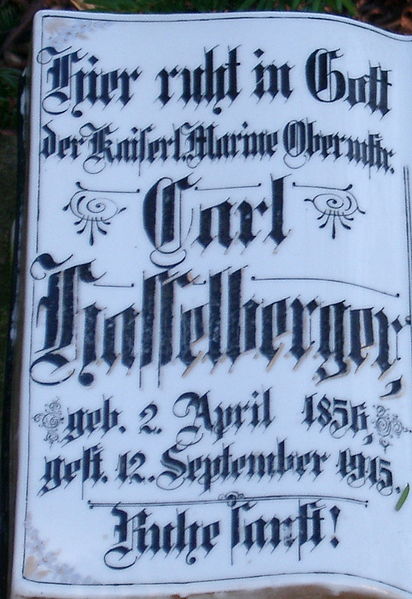 Hier ruht in Gott
der Kaiserl. Marine Obermstr.
Carl
Hasselberger,
geb. 2. April 1856,
gest. 12. September 1915.
Ruhe sanft!